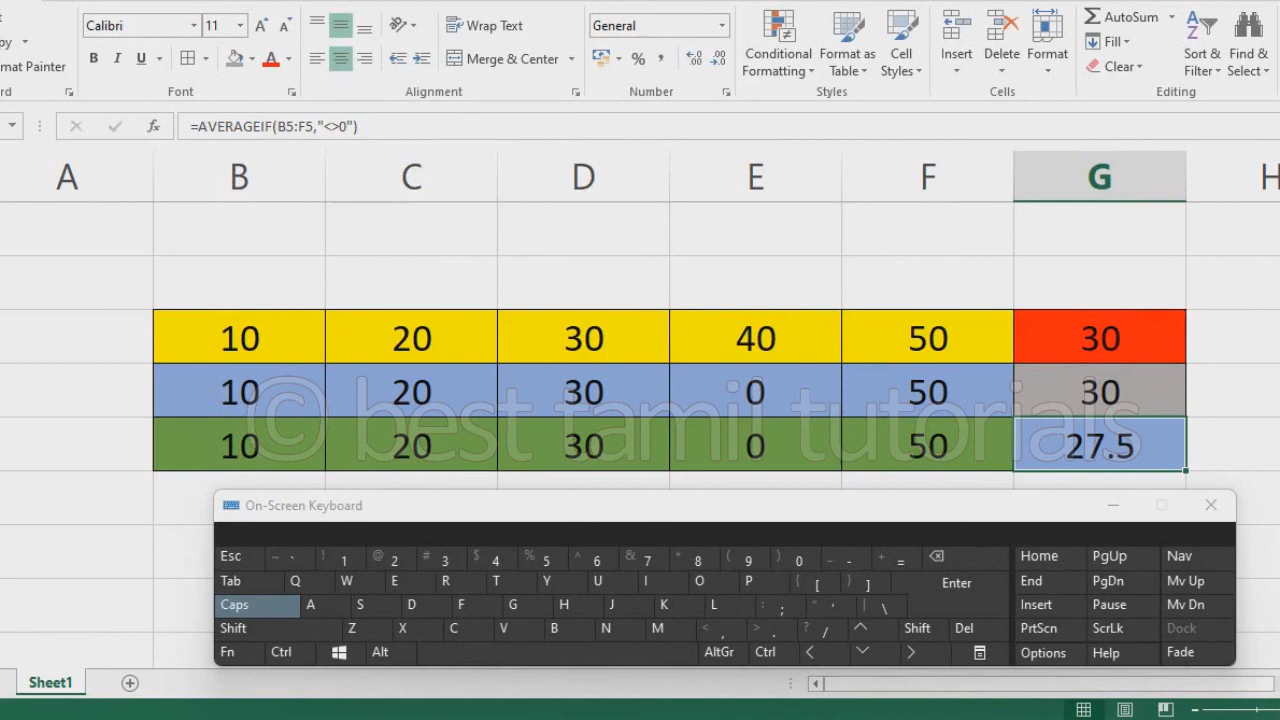 Calibri 11 Wrap Text General AutoSum
Conditional Formatting Format as Table Cell Styles Insert Delete Format Fill Sort & Filter Find & Select
mat Painter B I U Merge & Center % , Clear
Font Alignment Number Styles Cells Editing
fx =AVERAGEIF(B5:F5,"<>0")
A B C D E F G H
10 20 30 40 50 30
10 20 30 0 50 30
10 20 30 0 50 27.5
© best tamil tutorials
On-Screen Keyboard
Esc ~ ` ! 1 @ 2 # 3 $ 4 % 5 ^ 6 & 7 * 8 ( 9 ) 0 _ - + = Home PgUp Nav
Tab Q W E R T Y U I O P { [ } ] Enter End PgDn Mv Up
Caps A S D F G H J K L : ; " ' | \ Insert Pause Mv Dn
Shift Z X C V B N M < , > . ? / Shift Del PrtScn ScrLk Dock
Fn Ctrl Alt AltGr Ctrl Options Help Fade
Sheet1